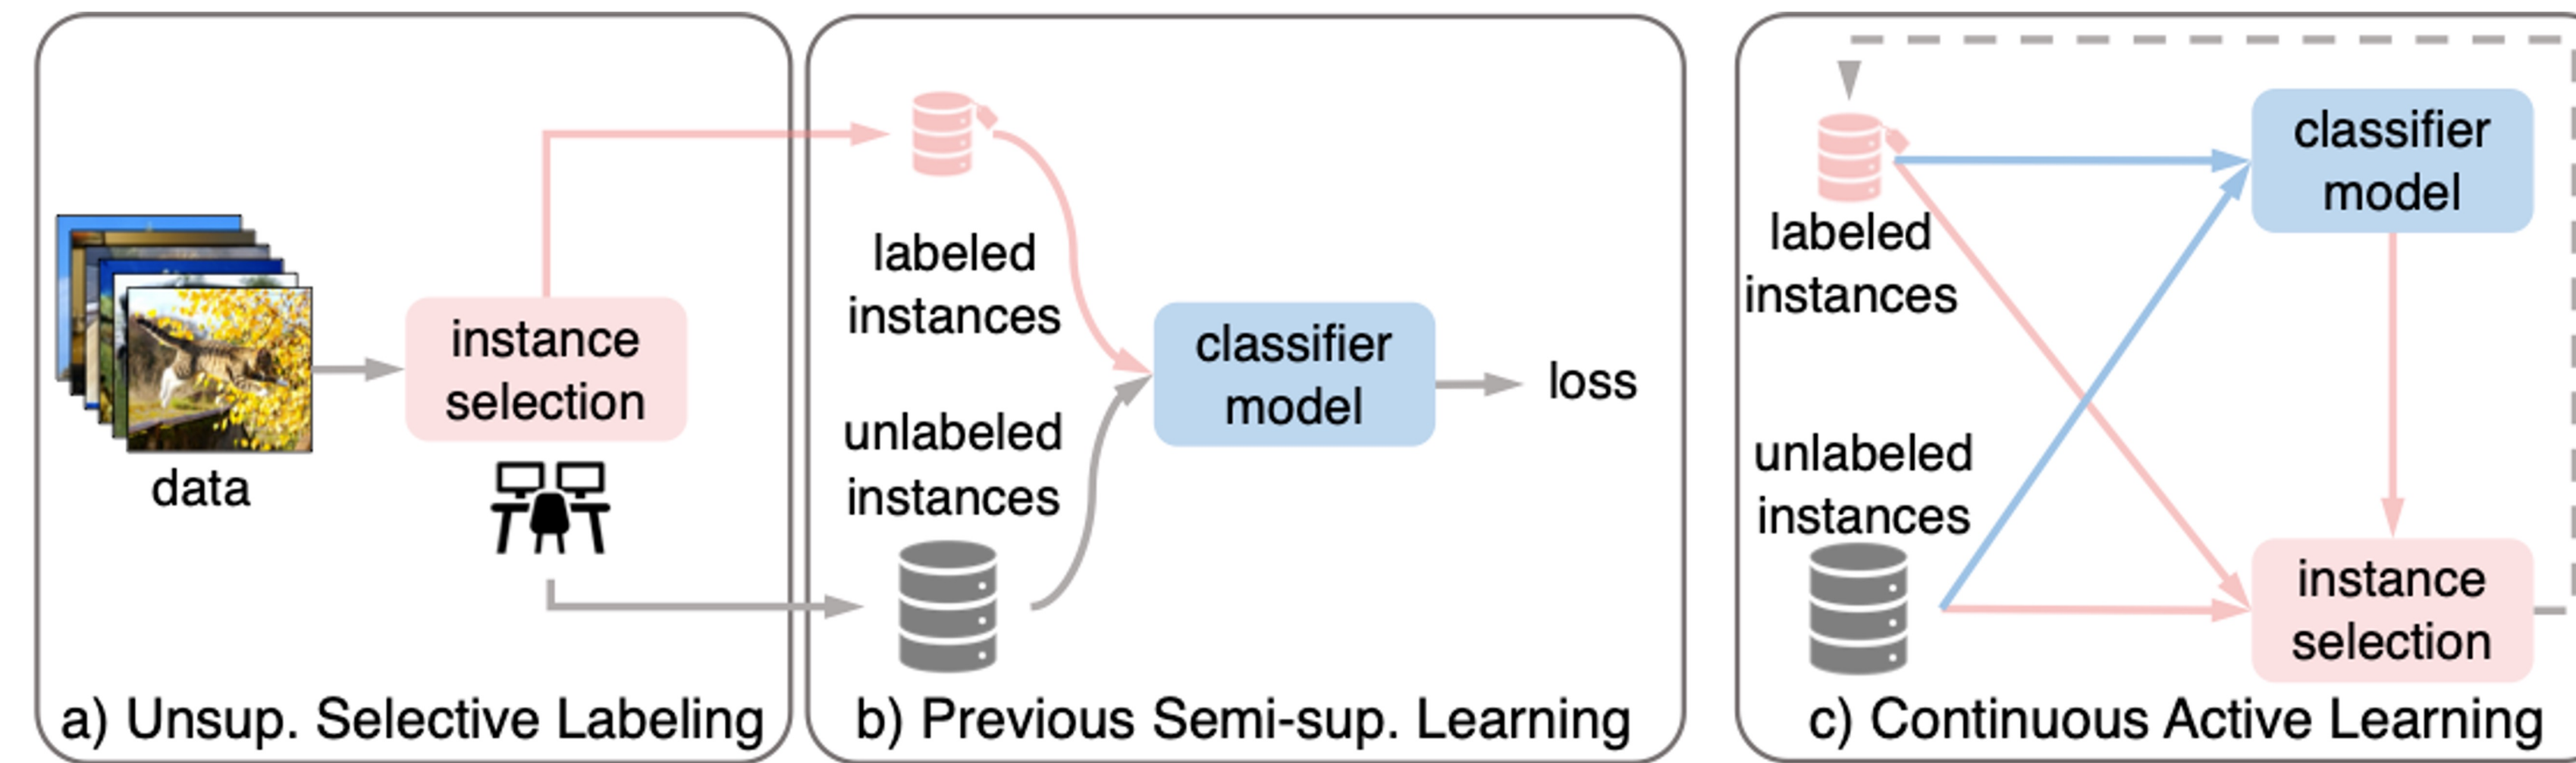 data
instance
selection
a) Unsup. Selective Labeling
labeled
instances
unlabeled
instances
classifier
model
loss
b) Previous Semi-sup. Learning
labeled
instances
unlabeled
instances
classifier
model
instance
selection
c) Continuous Active Learning